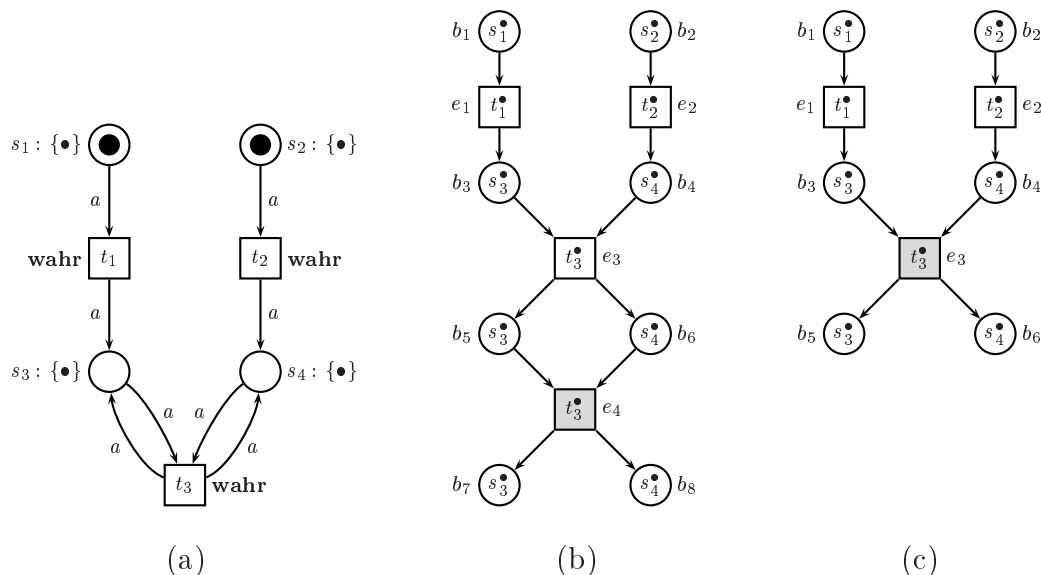 s₁ : {•}
s₂ : {•}
a
a
wahr t₁
t₂ wahr
a
a
s₃ : {•}
s₄ : {•}
a
a
a
a
t₃ wahr
(a)
b₁ s₁•
s₂• b₂
e₁ t₁•
t₂• e₂
b₃ s₃•
s₄• b₄
t₃• e₃
b₅ s₃•
s₄• b₆
t₃• e₄
b₇ s₃•
s₄• b₈
(b)
b₁ s₁•
s₂• b₂
e₁ t₁•
t₂• e₂
b₃ s₃•
s₄• b₄
t₃• e₃
b₅ s₃•
s₄• b₆
(c)